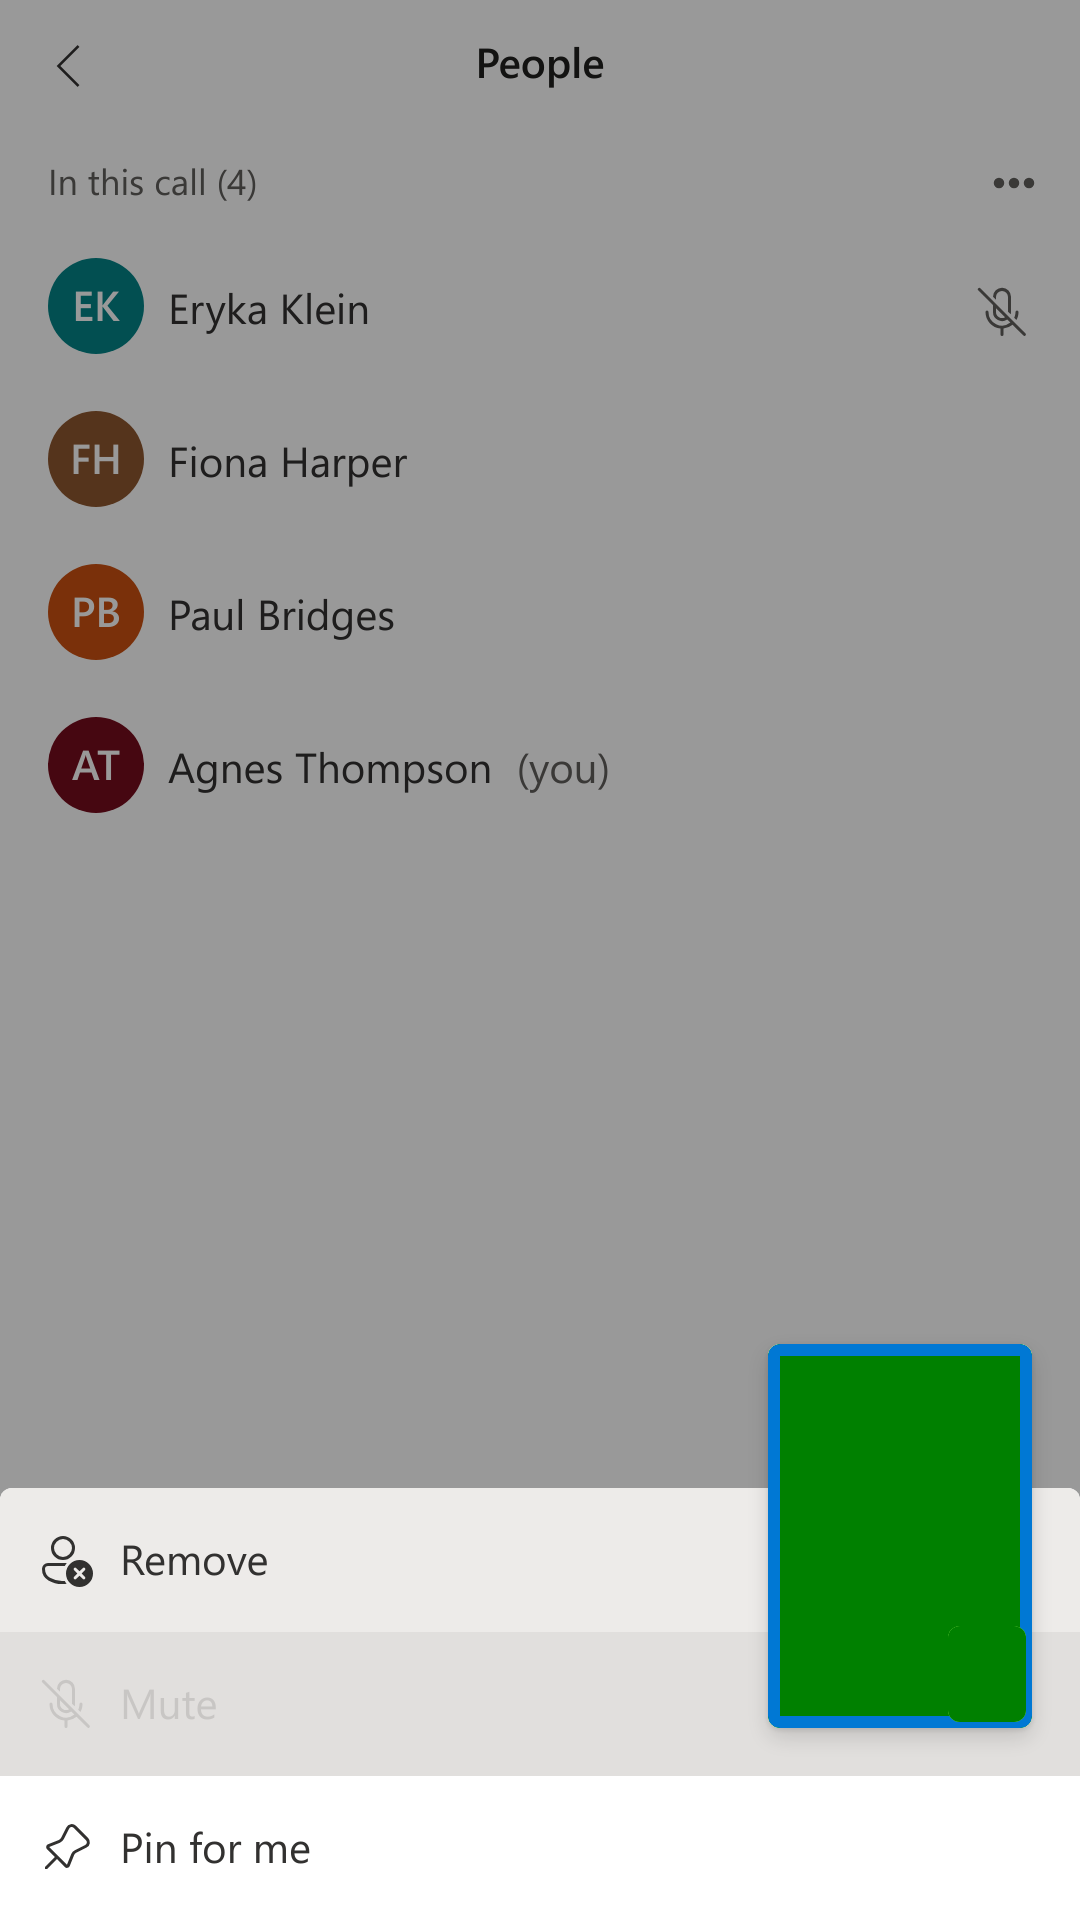 People
In this call (4)
EK Eryka Klein
FH Fiona Harper
PB Paul Bridges
AT Agnes Thompson (you)
Remove
Mute
Pin for me